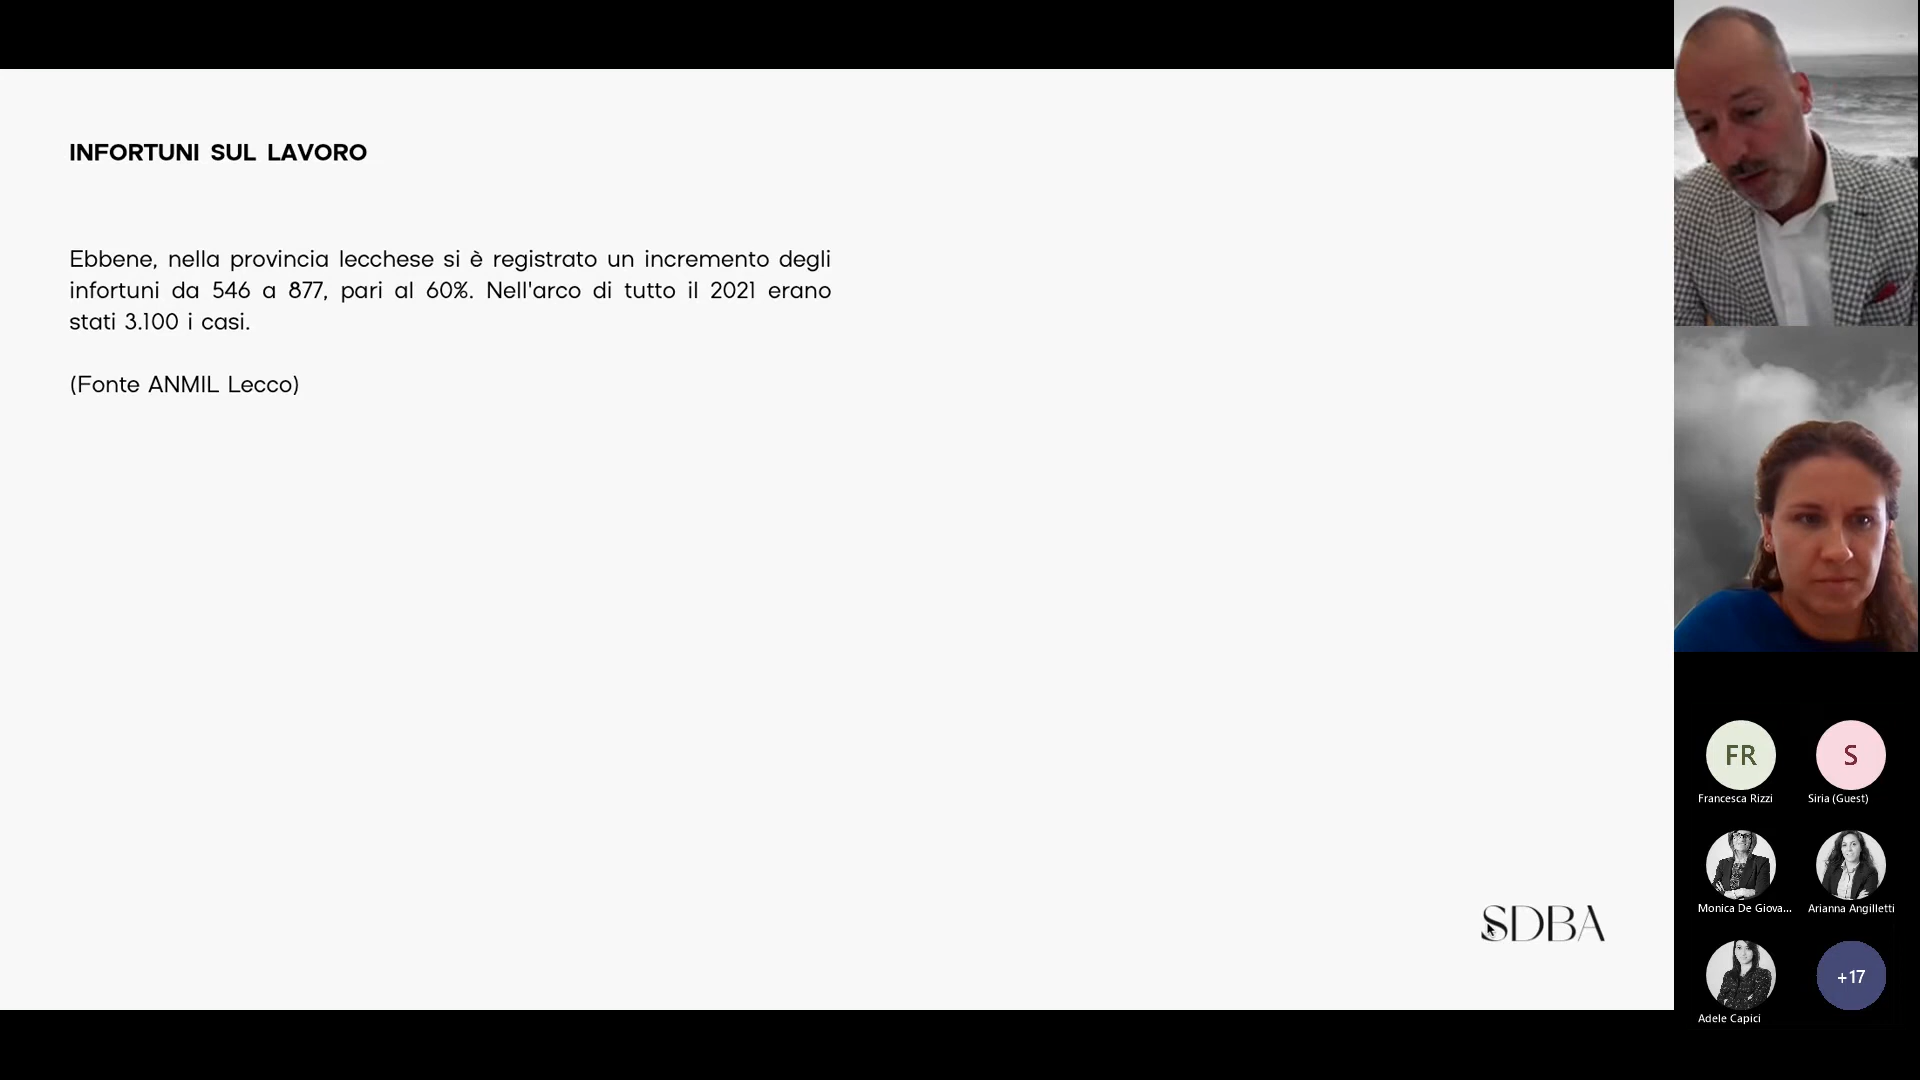 INFORTUNI SUL LAVORO
Ebbene, nella provincia lecchese si è registrato un incremento degli
infortuni da 546 a 877, pari al 60%. Nell'arco di tutto il 2021 erano
stati 3.100 i casi.
(Fonte ANMIL Lecco)
SDBA
FR
S
Francesca Rizzi
Siria (Guest)
Monica De Giova...
Arianna Angilletti
+17
Adele Capici